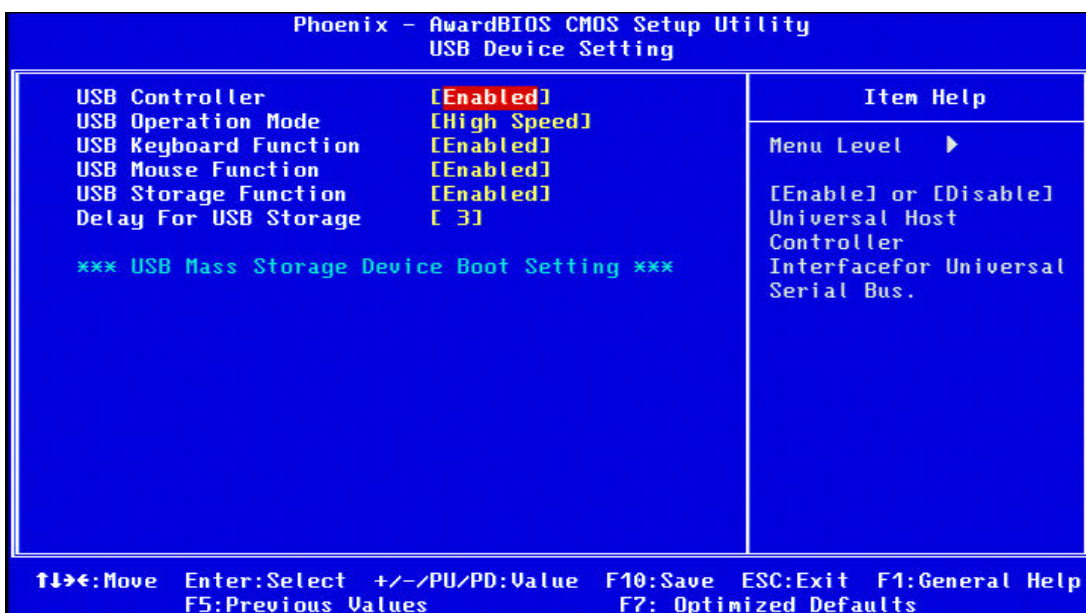 Phoenix - AwardBIOS CMOS Setup Utility
USB Device Setting
USB Controller [Enabled]
USB Operation Mode [High Speed]
USB Keyboard Function [Enabled]
USB Mouse Function [Enabled]
USB Storage Function [Enabled]
Delay For USB Storage [ 3]
*** USB Mass Storage Device Boot Setting ***
Item Help
Menu Level ▶
[Enable] or [Disable]
Universal Host
Controller
Interfacefor Universal
Serial Bus.
↑↓→←:Move Enter:Select +/-/PU/PD:Value F10:Save ESC:Exit F1:General Help
F5:Previous Values F7: Optimized Defaults